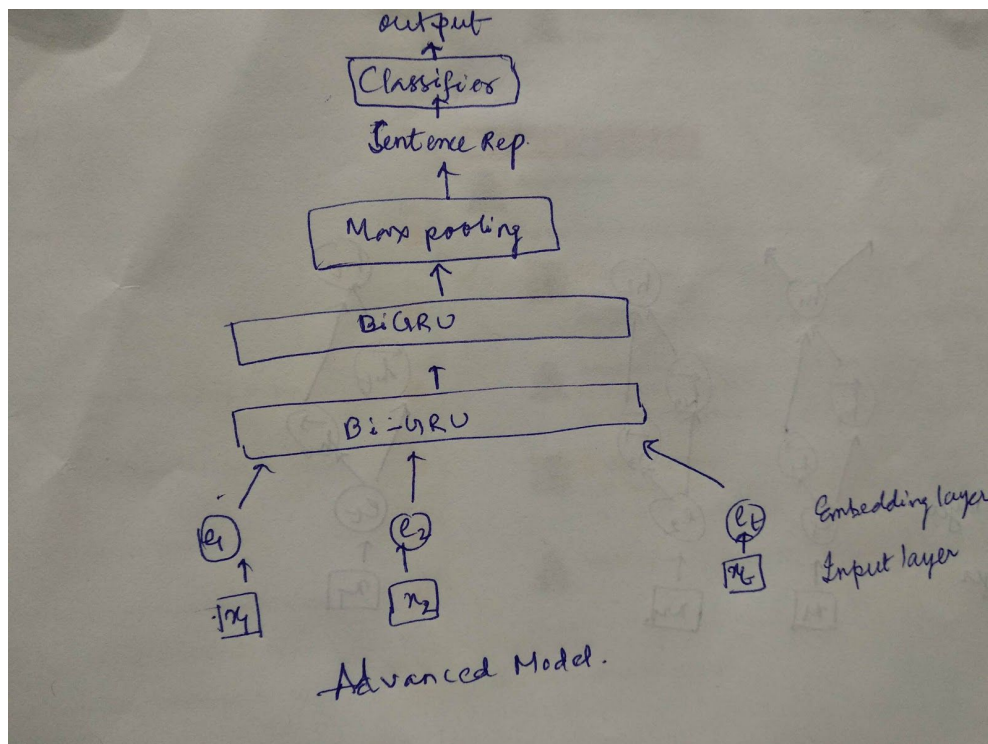 output
Classifier
Sentence Rep.
Max pooling
BiGRU
Bi-GRU
e1 e2 et Embedding layer
x1 x2 xt Input layer
Advanced Model.